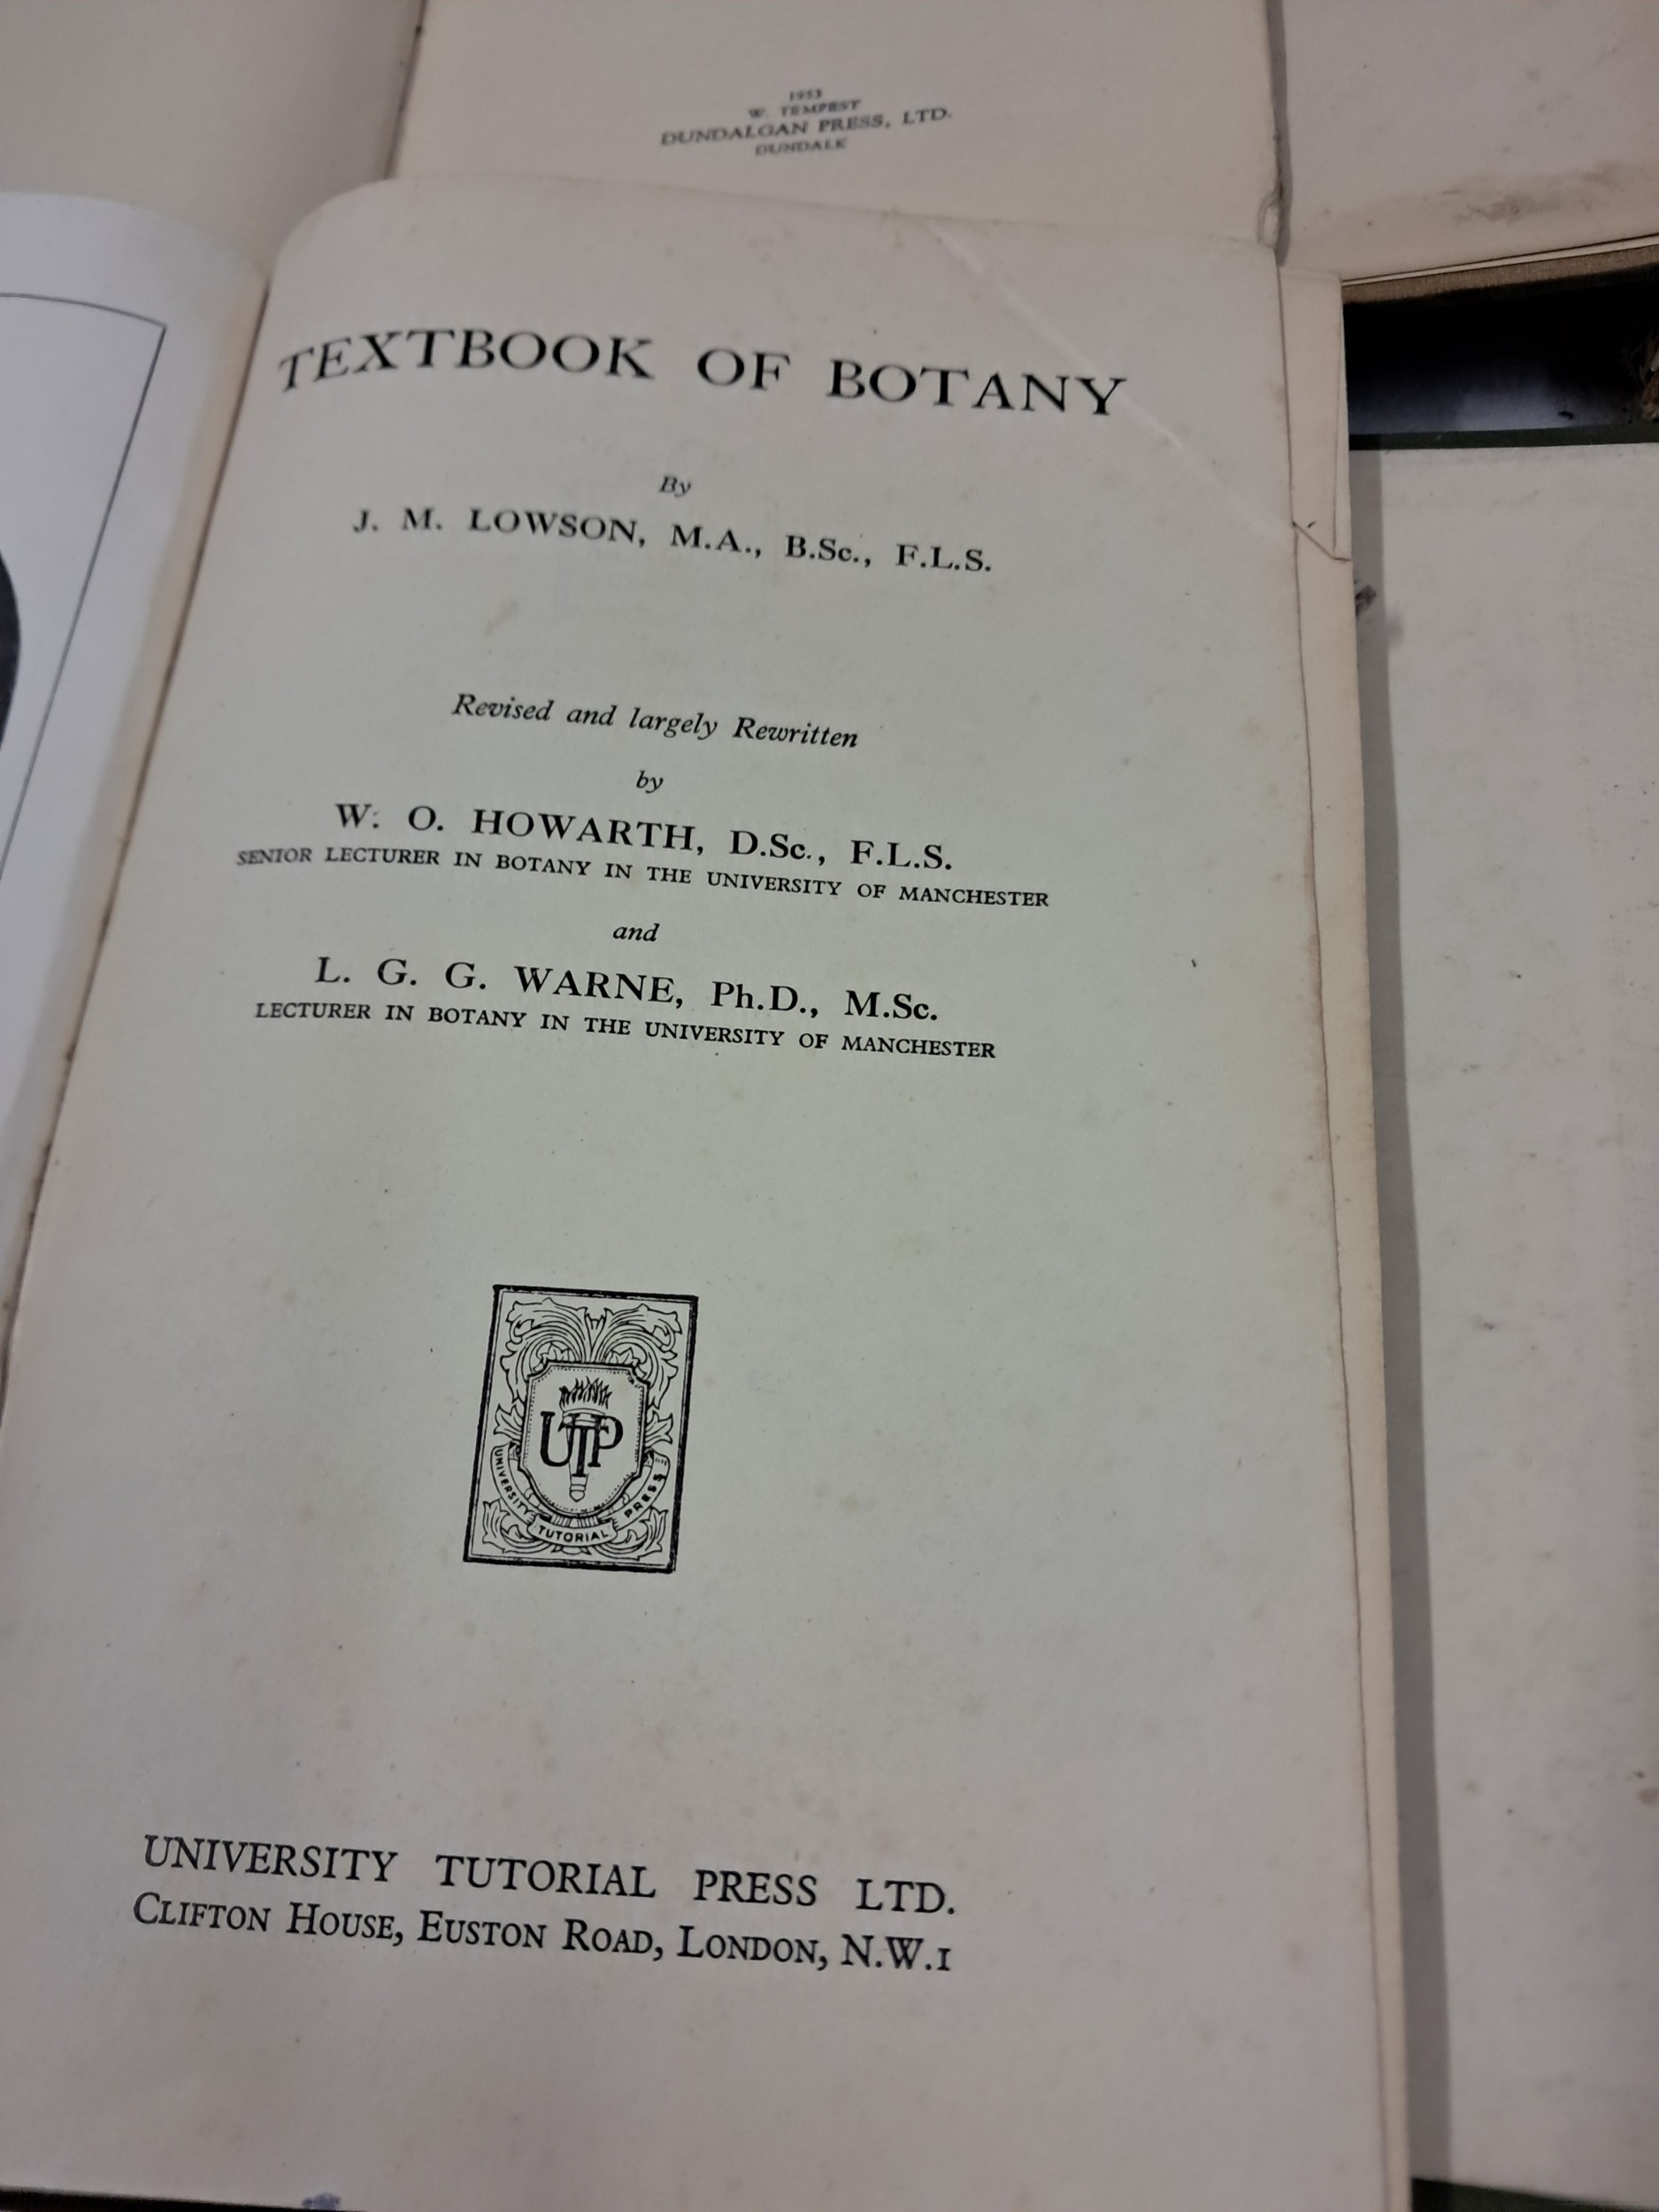 1953
W. TEMPEST
DUNDALGAN PRESS, LTD.
DUNDALK
TEXTBOOK OF BOTANY
By
J. M. LOWSON, M.A., B.Sc., F.L.S.
Revised and largely Rewritten
by
W. O. HOWARTH, D.Sc., F.L.S.
SENIOR LECTURER IN BOTANY IN THE UNIVERSITY OF MANCHESTER
and
L. G. G. WARNE, Ph.D., M.Sc.
LECTURER IN BOTANY IN THE UNIVERSITY OF MANCHESTER
UTP
UNIVERSITY TUTORIAL PRESS
UNIVERSITY TUTORIAL PRESS LTD.
CLIFTON HOUSE, EUSTON ROAD, LONDON, N.W.1